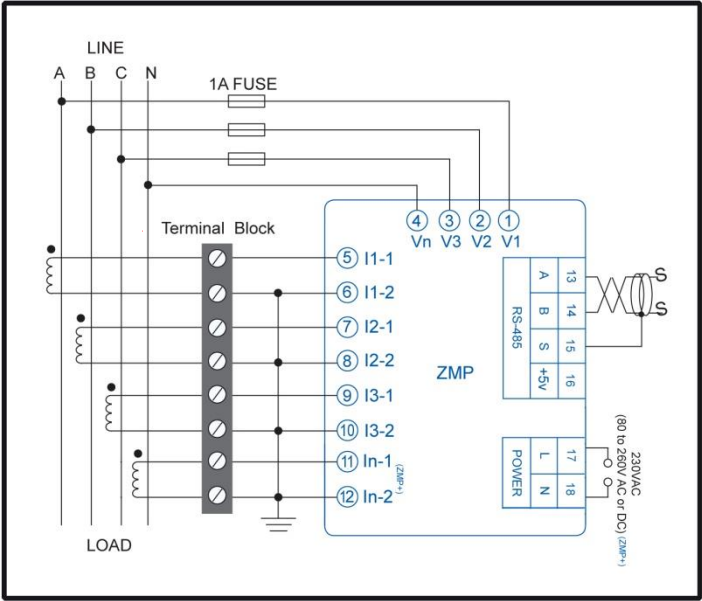 LINE
A B C N
1A FUSE
4 3 2 1
Vn V3 V2 V1
Terminal Block
5 I1-1
6 I1-2
7 I2-1
8 I2-2
9 I3-1
10 I3-2
11 In-1
12 In-2
(ZMP+)
ZMP
RS-485
A 13
B 14
S 15
+5v 16
S
S
POWER
L 17
N 18
230VAC
(80 to 260V AC or DC) (ZMP+)
LOAD